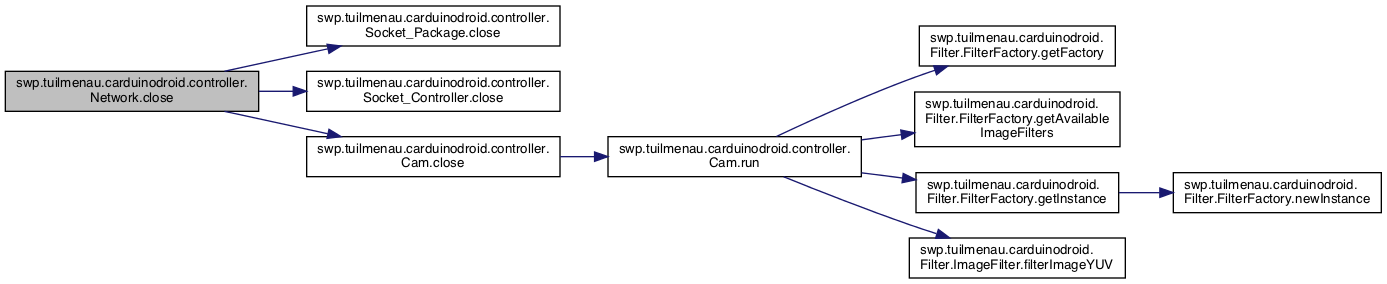 swp.tuilmenau.carduinodroid.controller.
Network.close
swp.tuilmenau.carduinodroid.controller.
Socket_Package.close
swp.tuilmenau.carduinodroid.controller.
Socket_Controller.close
swp.tuilmenau.carduinodroid.controller.
Cam.close
swp.tuilmenau.carduinodroid.controller.
Cam.run
swp.tuilmenau.carduinodroid.
Filter.FilterFactory.getFactory
swp.tuilmenau.carduinodroid.
Filter.FilterFactory.getAvailable
ImageFilters
swp.tuilmenau.carduinodroid.
Filter.FilterFactory.getInstance
swp.tuilmenau.carduinodroid.
Filter.FilterFactory.newInstance
swp.tuilmenau.carduinodroid.
Filter.ImageFilter.filterImageYUV